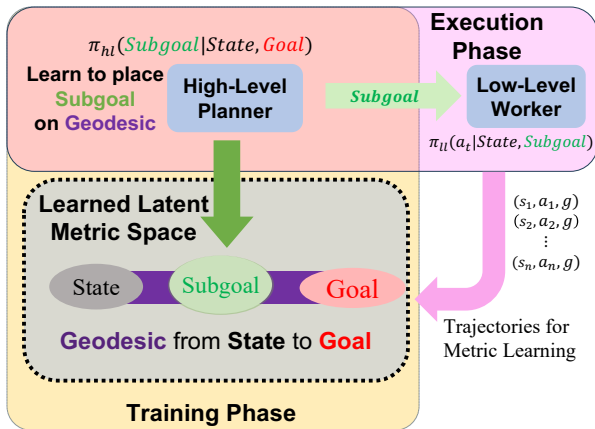 π_hl(Subgoal|State, Goal)
Learn to place
Subgoal
on Geodesic
High-Level
Planner
Subgoal
Execution
Phase
Low-Level
Worker
π_ll(a_t|State, Subgoal)
Learned Latent
Metric Space
State
Subgoal
Goal
Geodesic from State to Goal
(s_1, a_1, g)
(s_2, a_2, g)
⋮
(s_n, a_n, g)
Trajectories for
Metric Learning
Training Phase